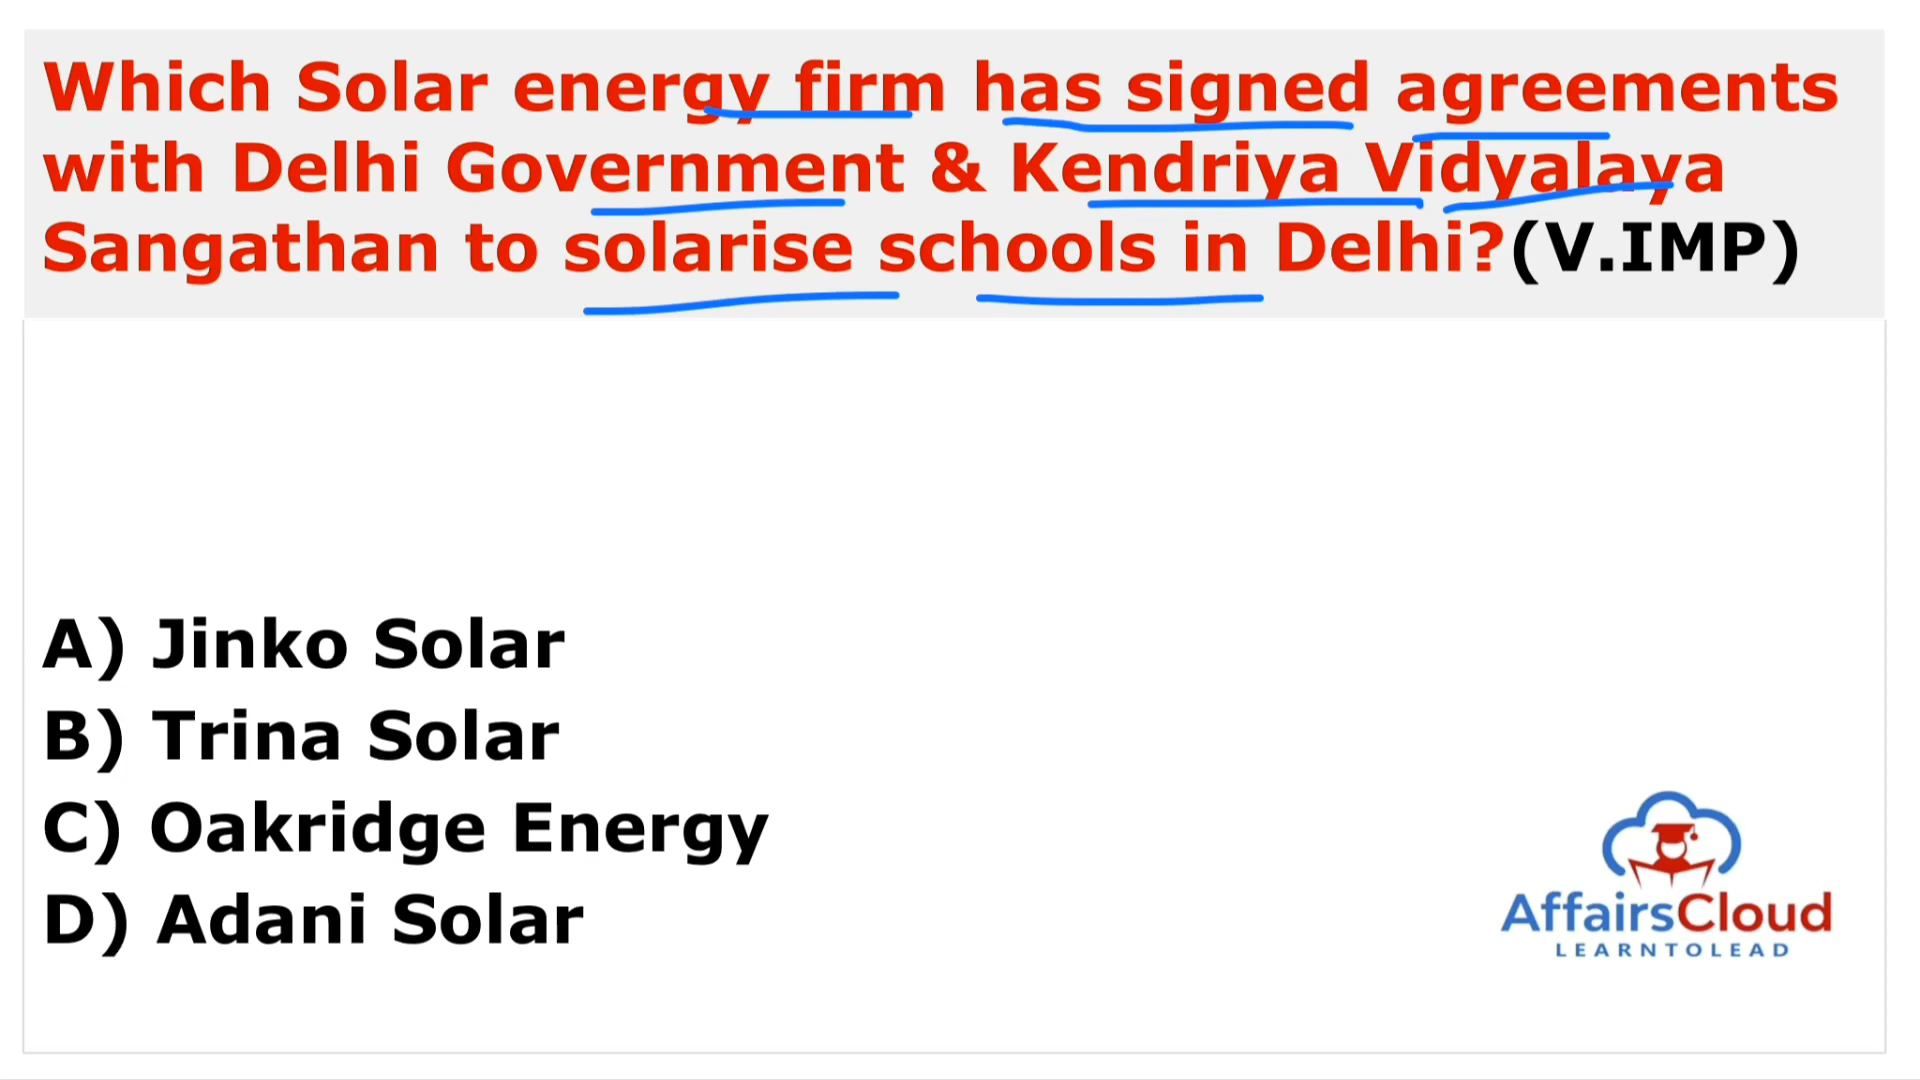 Which Solar energy firm has signed agreements
with Delhi Government & Kendriya Vidyalaya
Sangathan to solarise schools in Delhi?(V.IMP)
A) Jinko Solar
B) Trina Solar
C) Oakridge Energy
D) Adani Solar
AffairsCloud
LEARNTOLEAD